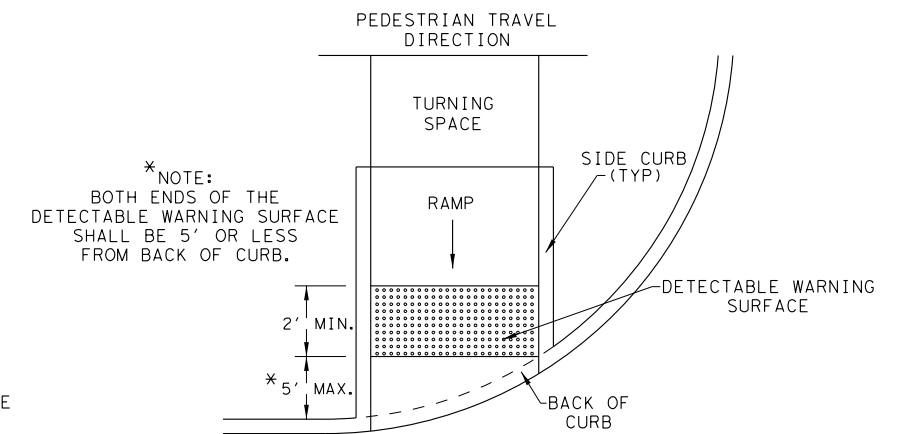 PEDESTRIAN TRAVEL
DIRECTION
TURNING
SPACE
SIDE CURB
(TYP)
*NOTE:
BOTH ENDS OF THE
DETECTABLE WARNING SURFACE
SHALL BE 5' OR LESS
FROM BACK OF CURB.
RAMP
DETECTABLE WARNING
SURFACE
2' MIN.
*5' MAX.
BACK OF
CURB
E